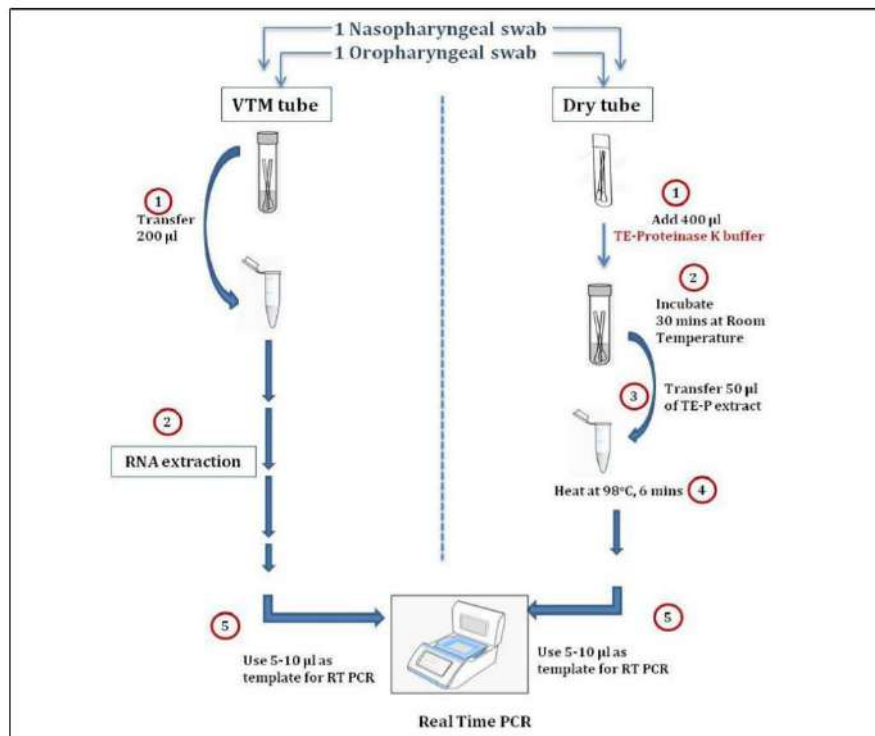 1 Nasopharyngeal swab
1 Oropharyngeal swab
VTM tube
1
Transfer
200 µl
2
RNA extraction
5
Use 5-10 µl as
template for RT PCR
Dry tube
1
Add 400 µl
TE-Proteinase K buffer
2
Incubate
30 mins at Room
Temperature
3
Transfer 50 µl
of TE-P extract
Heat at 98°C, 6 mins
4
5
Use 5-10 µl as
template for RT PCR
Real Time PCR